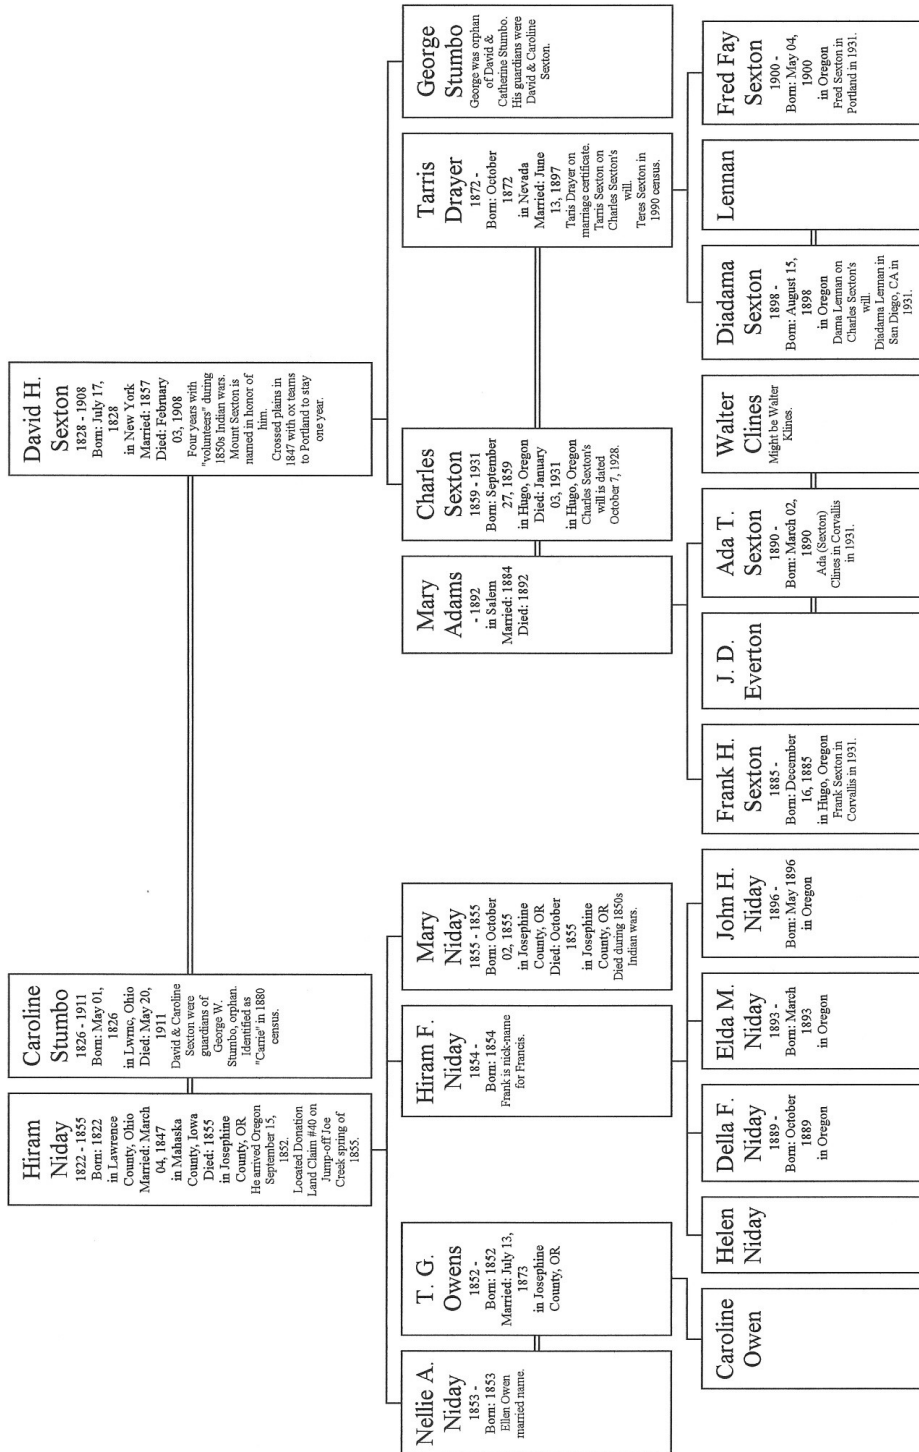 Hiram
Niday
1822 - 1855
Born: 1822
in Lawrence
County, Ohio
Married: March
04, 1847
in Mahaska
County, Iowa
Died: 1855
in Josephine
County, OR
He arrived Oregon
September 15,
1852.
Located Donation
Land Claim #40 on
Jump-off Joe
Creek spring of
1855.
Caroline
Stumbo
1826 - 1911
Born: May 01,
1826
in Lwrnc, Ohio
Died: May 20,
1911
David & Caroline
Sexton were
guardians of
George W.
Stumbo, orphan.
Identified as
"Carrie" in 1880
census.
David H.
Sexton
1828 - 1908
Born: July 17,
1828
in New York
Married: 1857
Died: February
03, 1908
Four years with
"volunteers" during
1850s Indian wars.
Mount Sexton is
named in honor of
him.
Crossed plains in
1847 with ox teams
to Portland to stay
one year.
Nellie A.
Niday
1853 -
Born: 1853
Ellen Owen
married name.
T. G.
Owens
1852 -
Born: 1852
Married: July 13,
1873
in Josephine
County, OR
Hiram F.
Niday
1854 -
Born: 1854
Frank is nick-name
for Francis.
Mary
Niday
1855 - 1855
Born: October
02, 1855
in Josephine
County, OR
Died: October
1855
in Josephine
County, OR
Died during 1850s
Indian wars.
Mary
Adams
- 1892
in Salem
Married: 1884
Died: 1892
Charles
Sexton
1859 - 1931
Born: September
27, 1859
in Hugo, Oregon
Died: January
03, 1931
in Hugo, Oregon
Charles Sexton's
will is dated
October 7, 1928.
Tarris
Drayer
1872 -
Born: October
1872
in Nevada
Married: June
13, 1897
Taris Drayer on
marriage certificate.
Tarris Sexton on
Charles Sexton's
will.
Teres Sexton in
1990 census.
George
Stumbo
George was orphan
of David &
Catherine Stumbo.
His guardians were
David & Caroline
Sexton.
Caroline
Owen
Helen
Niday
Della F.
Niday
1889 -
Born: October
1889
in Oregon
Elda M.
Niday
1893 -
Born: March
1893
in Oregon
John H.
Niday
1896 -
Born: May 1896
in Oregon
Frank H.
Sexton
1885 -
Born: December
16, 1885
in Hugo, Oregon
Frank Sexton in
Corvallis in 1931.
J. D.
Everton
Ada T.
Sexton
1890 -
Born: March 02,
1890
Ada (Sexton)
Clines in Corvallis
in 1931.
Walter
Clines
Might be Walter
Klines.
Diadama
Sexton
1898 -
Born: August 15,
1898
in Oregon
Dama Lennan on
Charles Sexton's
will.
Diadama Lennan in
San Diego, CA in
1931.
Lennan
Fred Fay
Sexton
1900 -
Born: May 04,
1900
in Oregon
Fred Sexton in
Portland in 1931.